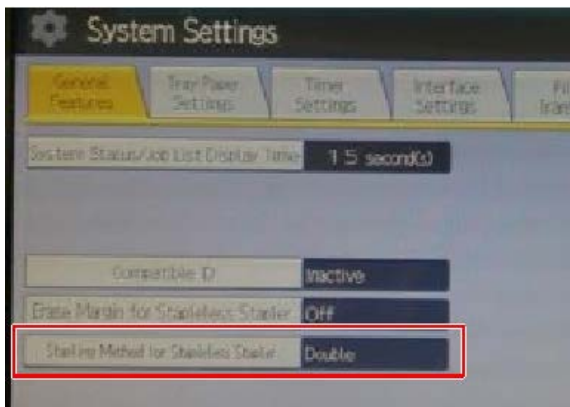 System Settings
General Features
Tray Paper Settings
Timer Settings
Interface Settings
System Status/Job List Display Time
15 second(s)
Compatible ID
Inactive
Erase Margin for Stapleless Stapler
Off
Stapling Method for Stapleless Stapler
Double